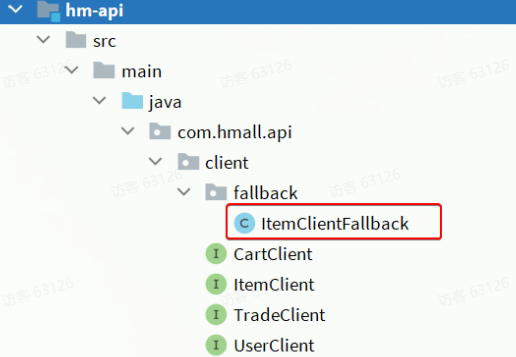 hm-api
src
main
java
com.hmall.api
client
fallback
C ItemClientFallback
I CartClient
I ItemClient
I TradeClient
I UserClient
访客 63126
访客 63126
访客 63126
访客 63126
访客 63126
访客 63126
访客 63126